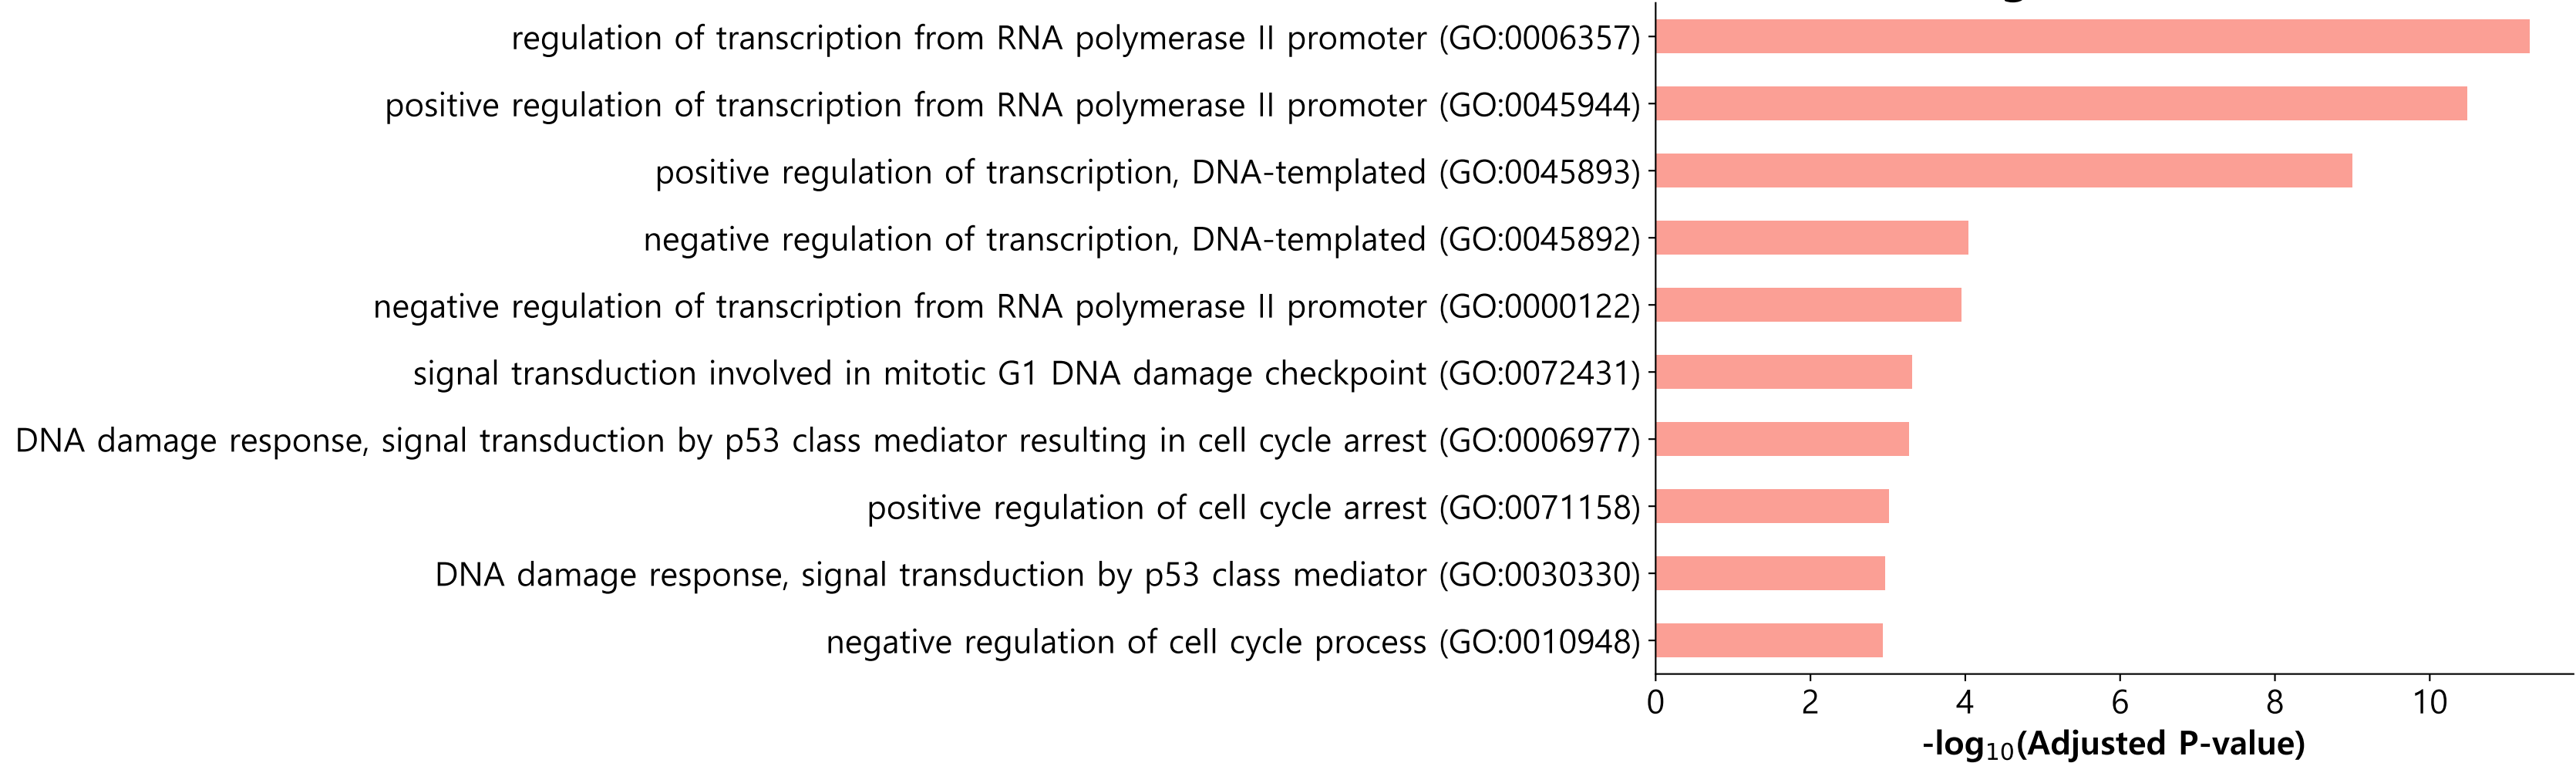 regulation of transcription from RNA polymerase II promoter (GO:0006357)
positive regulation of transcription from RNA polymerase II promoter (GO:0045944)
positive regulation of transcription, DNA-templated (GO:0045893)
negative regulation of transcription, DNA-templated (GO:0045892)
negative regulation of transcription from RNA polymerase II promoter (GO:0000122)
signal transduction involved in mitotic G1 DNA damage checkpoint (GO:0072431)
DNA damage response, signal transduction by p53 class mediator resulting in cell cycle arrest (GO:0006977)
positive regulation of cell cycle arrest (GO:0071158)
DNA damage response, signal transduction by p53 class mediator (GO:0030330)
negative regulation of cell cycle process (GO:0010948)
0 2 4 6 8 10
-log₁₀(Adjusted P-value)